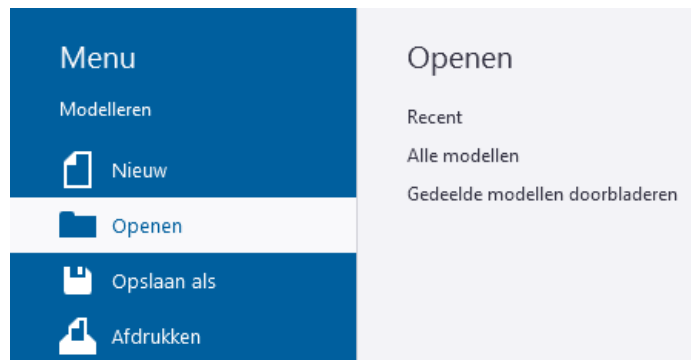 Menu
Modelleren
Nieuw
Openen
Opslaan als
Afdrukken
Openen
Recent
Alle modellen
Gedeelde modellen doorbladeren